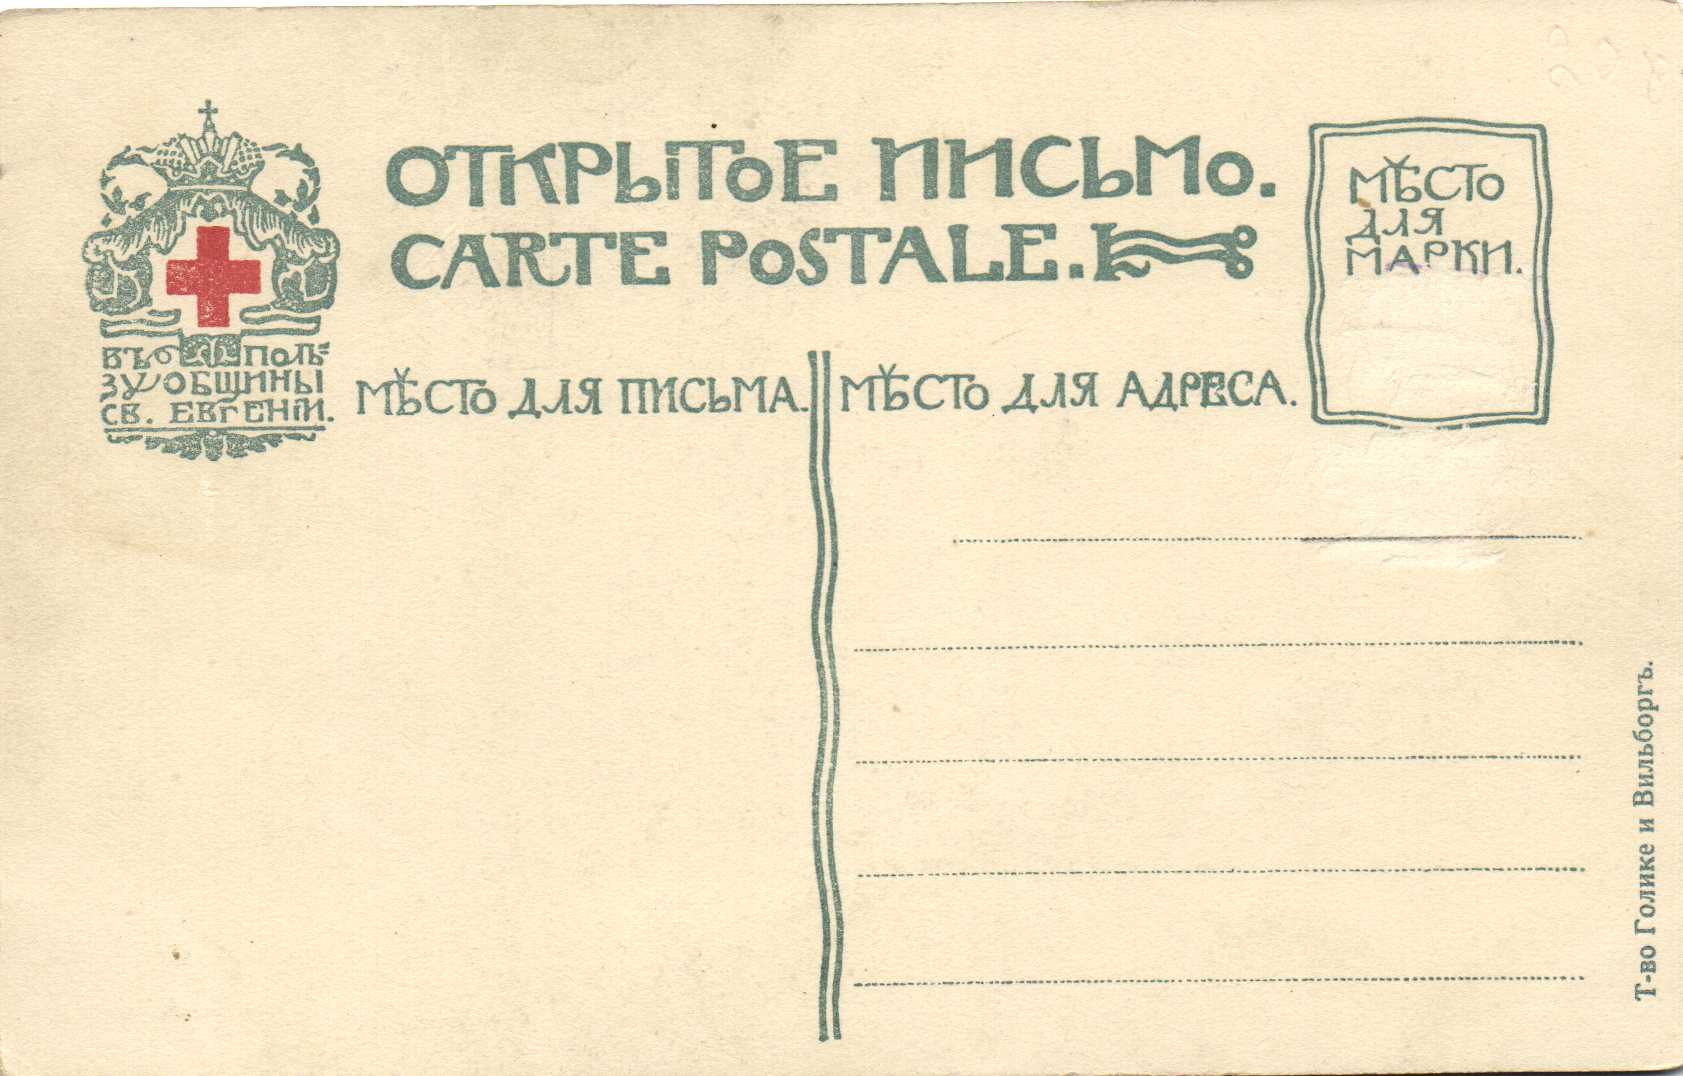 ОТКРЫТОЕ ПИСЬМО.
CARTE POSTALE.
МѢСТО
ДЛЯ
МАРКИ.
ВЪ ПОЛЬ-
ЗУ ОБЩИНЫ
СВ. ЕВГЕНIИ.
МѢСТО ДЛЯ ПИСЬМА.
МѢСТО ДЛЯ АДРЕСА.
Т-во Голике и Вильборгъ.